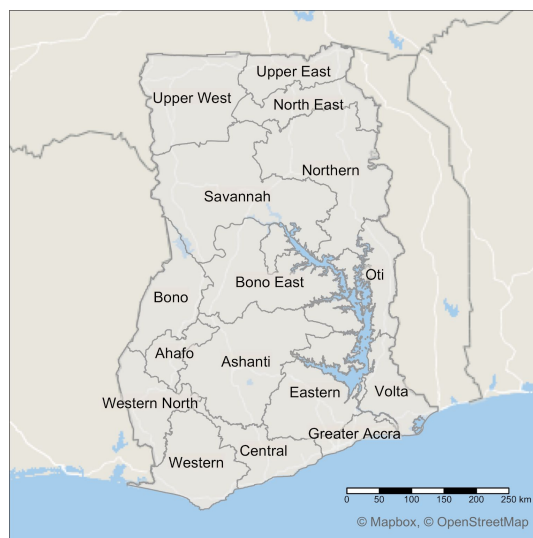 Upper East
Upper West
North East
Northern
Savannah
Oti
Bono East
Bono
Ahafo
Ashanti
Eastern
Volta
Western North
Greater Accra
Central
Western
0 50 100 150 200 250 km
© Mapbox, © OpenStreetMap